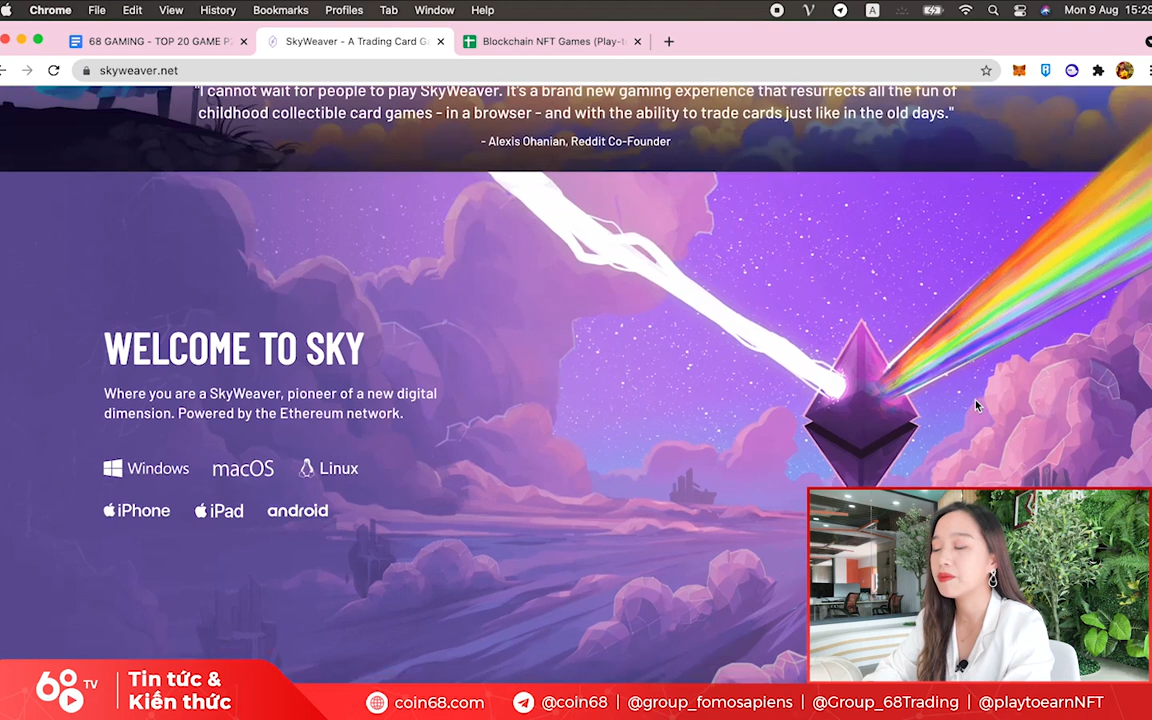 Chrome File Edit View History Bookmarks Profiles Tab Window Help A Mon 9 Aug 15:29
68 GAMING - TOP 20 GAME P SkyWeaver - A Trading Card G Blockchain NFT Games (Play-t
skyweaver.net
"I cannot wait for people to play SkyWeaver. It's a brand new gaming experience that resurrects all the fun of
childhood collectible card games - in a browser - and with the ability to trade cards just like in the old days."
- Alexis Ohanian, Reddit Co-Founder
WELCOME TO SKY
Where you are a SkyWeaver, pioneer of a new digital
dimension. Powered by the Ethereum network.
Windows macOS Linux
iPhone iPad android
68 TV Tin tức &
Kiến thức
coin68.com @coin68 | @group_fomosapiens | @Group_68Trading | @playtoearnNFT